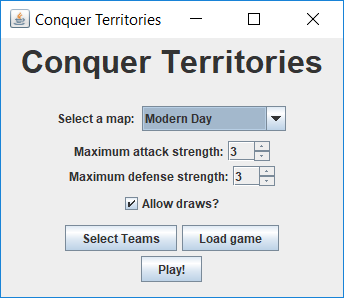 Conquer Territories
Conquer Territories
Select a map: Modern Day
Maximum attack strength: 3
Maximum defense strength: 3
Allow draws?
Select Teams Load game
Play!